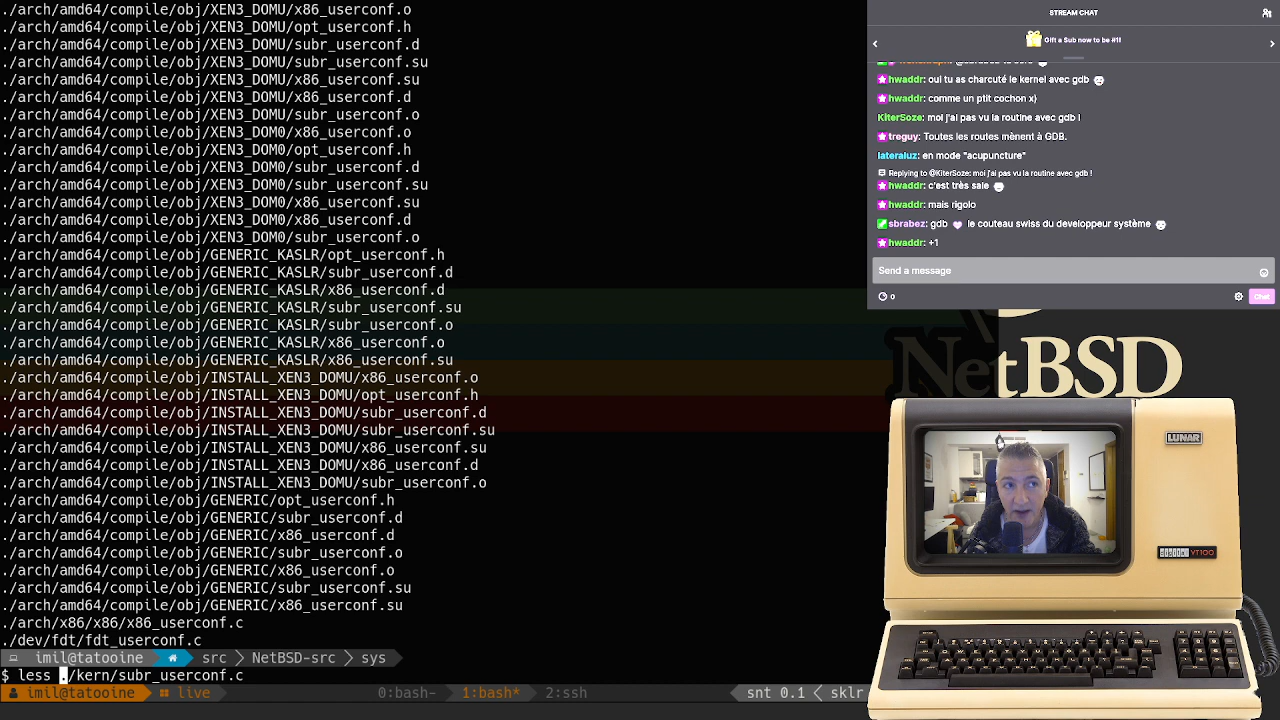 ./arch/amd64/compile/obj/XEN3_DOMU/x86_userconf.o
./arch/amd64/compile/obj/XEN3_DOMU/opt_userconf.h
./arch/amd64/compile/obj/XEN3_DOMU/subr_userconf.d
./arch/amd64/compile/obj/XEN3_DOMU/subr_userconf.su
./arch/amd64/compile/obj/XEN3_DOMU/x86_userconf.su
./arch/amd64/compile/obj/XEN3_DOMU/x86_userconf.d
./arch/amd64/compile/obj/XEN3_DOMU/subr_userconf.o
./arch/amd64/compile/obj/XEN3_DOM0/x86_userconf.o
./arch/amd64/compile/obj/XEN3_DOM0/opt_userconf.h
./arch/amd64/compile/obj/XEN3_DOM0/subr_userconf.d
./arch/amd64/compile/obj/XEN3_DOM0/subr_userconf.su
./arch/amd64/compile/obj/XEN3_DOM0/x86_userconf.su
./arch/amd64/compile/obj/XEN3_DOM0/x86_userconf.d
./arch/amd64/compile/obj/XEN3_DOM0/subr_userconf.o
./arch/amd64/compile/obj/GENERIC_KASLR/opt_userconf.h
./arch/amd64/compile/obj/GENERIC_KASLR/subr_userconf.d
./arch/amd64/compile/obj/GENERIC_KASLR/x86_userconf.d
./arch/amd64/compile/obj/GENERIC_KASLR/subr_userconf.su
./arch/amd64/compile/obj/GENERIC_KASLR/subr_userconf.o
./arch/amd64/compile/obj/GENERIC_KASLR/x86_userconf.o
./arch/amd64/compile/obj/GENERIC_KASLR/x86_userconf.su
./arch/amd64/compile/obj/INSTALL_XEN3_DOMU/x86_userconf.o
./arch/amd64/compile/obj/INSTALL_XEN3_DOMU/opt_userconf.h
./arch/amd64/compile/obj/INSTALL_XEN3_DOMU/subr_userconf.d
./arch/amd64/compile/obj/INSTALL_XEN3_DOMU/subr_userconf.su
./arch/amd64/compile/obj/INSTALL_XEN3_DOMU/x86_userconf.su
./arch/amd64/compile/obj/INSTALL_XEN3_DOMU/x86_userconf.d
./arch/amd64/compile/obj/INSTALL_XEN3_DOMU/subr_userconf.o
./arch/amd64/compile/obj/GENERIC/opt_userconf.h
./arch/amd64/compile/obj/GENERIC/subr_userconf.d
./arch/amd64/compile/obj/GENERIC/x86_userconf.d
./arch/amd64/compile/obj/GENERIC/subr_userconf.o
./arch/amd64/compile/obj/GENERIC/x86_userconf.o
./arch/amd64/compile/obj/GENERIC/subr_userconf.su
./arch/amd64/compile/obj/GENERIC/x86_userconf.su
./arch/x86/x86/x86_userconf.c
./dev/fdt/fdt_userconf.c
imil@tatooine src NetBSD-src sys
$ less ./kern/subr_userconf.c
imil@tatooine live 0:bash- 1:bash* 2:ssh snt 0.1 sklr
STREAM CHAT
Gift a Sub now to be #1!
hwaddr: oui tu as charcuté le kernel avec gdb
hwaddr: comme un ptit cochon x)
KiterSoze: moi j'ai pas vu la routine avec gdb !
treguy: Toutes les routes mènent à GDB.
lateraluz: en mode "acupuncture"
Replying to @KiterSoze: moi j'ai pas vu la routine avec gdb !
hwaddr: c'est très sale
hwaddr: mais rigolo
sbrabez: gdb le couteau swiss du developpeur système
hwaddr: +1
Send a message
0
Chat
NetBSD
LUNAR
digital YT100